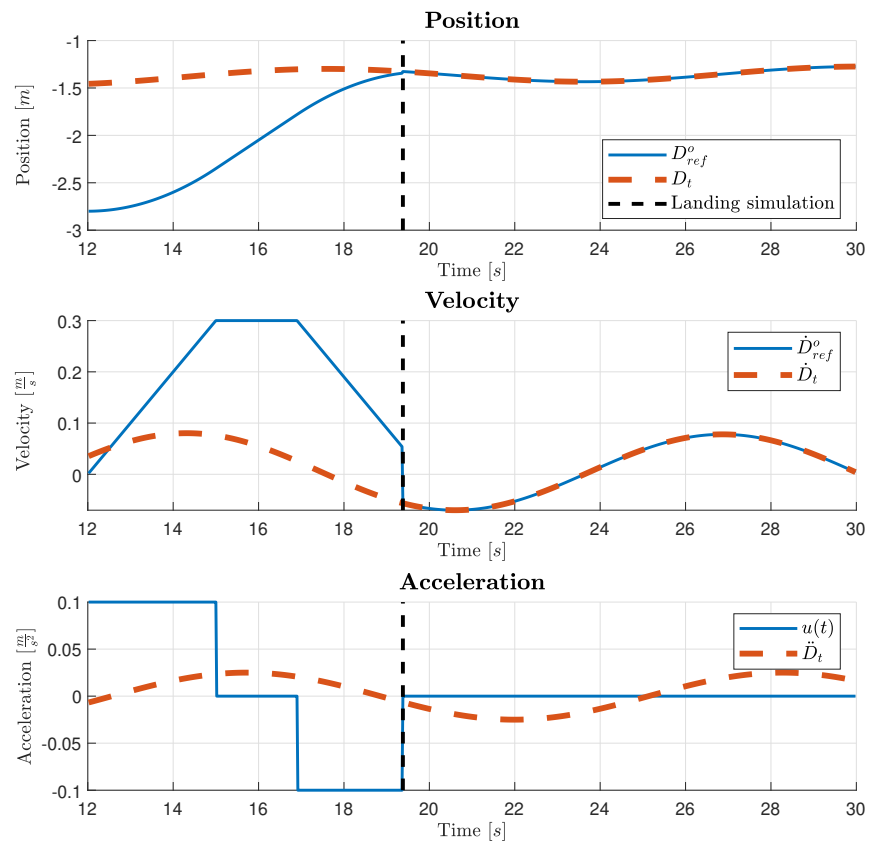 Position
Position [m]
-1
-1.5
-2
-2.5
-3
D^o_ref
D_t
Landing simulation
12 14 16 18 20 22 24 26 28 30
Time [s]
Velocity
Velocity [m/s]
0.3
0.2
0.1
0
Ḋ^o_ref
Ḋ_t
12 14 16 18 20 22 24 26 28 30
Time [s]
Acceleration
Acceleration [m/s²]
0.1
0.05
0
-0.05
-0.1
u(t)
D̈_t
12 14 16 18 20 22 24 26 28 30
Time [s]